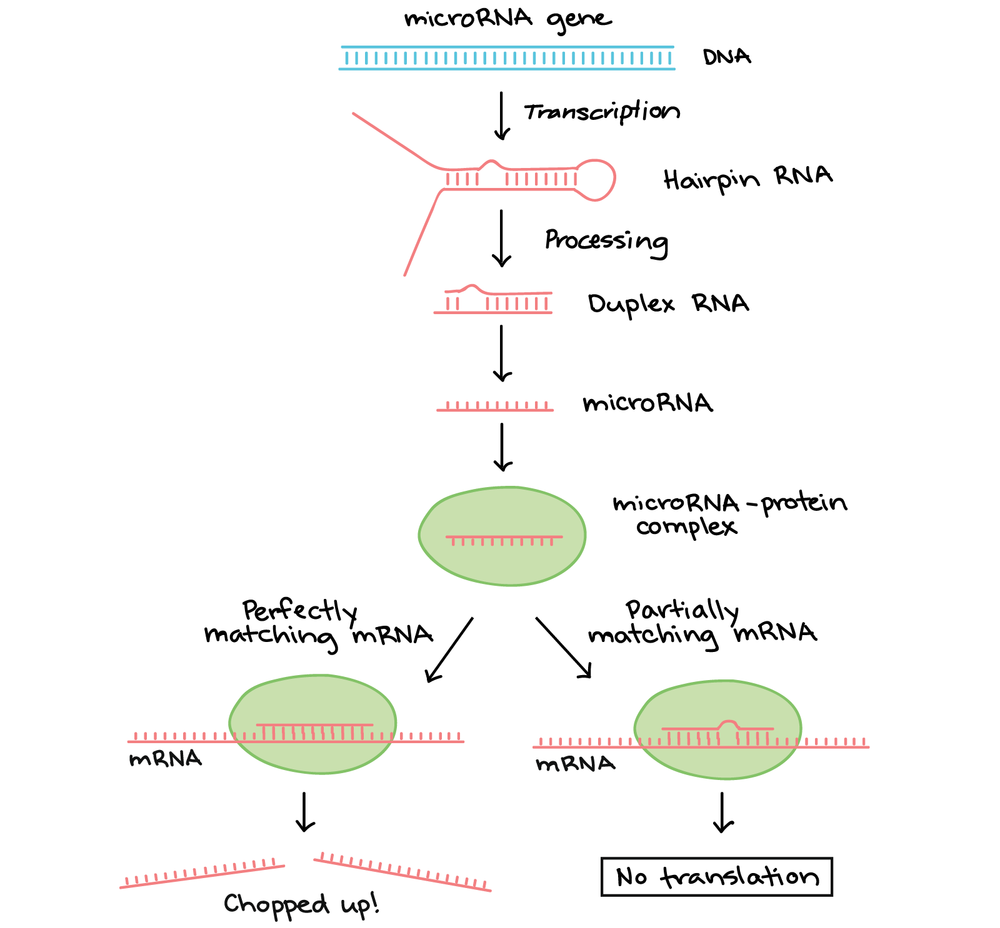 microRNA gene
DNA
Transcription
Hairpin RNA
Processing
Duplex RNA
microRNA
microRNA-protein
complex
Perfectly
matching mRNA
Partially
matching mRNA
mRNA
mRNA
Chopped up!
No translation